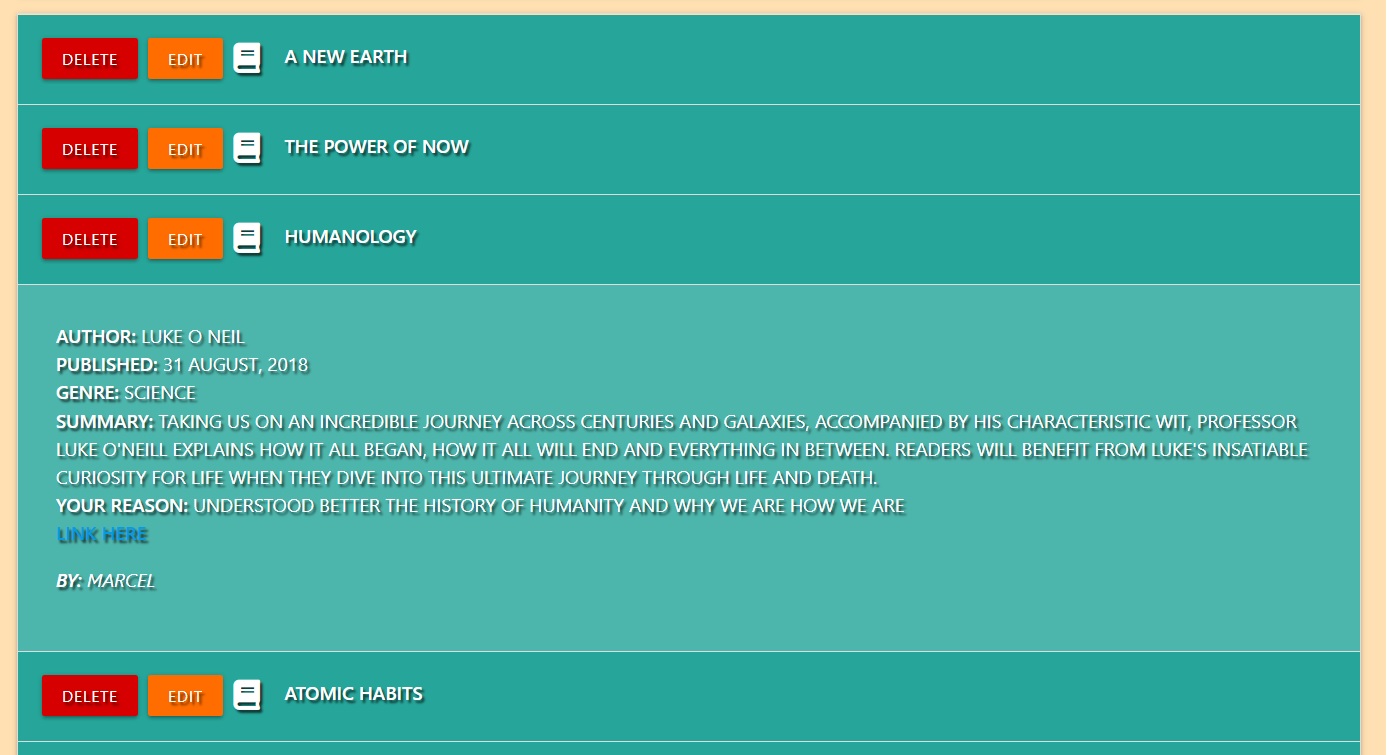 DELETE EDIT A NEW EARTH
DELETE EDIT THE POWER OF NOW
DELETE EDIT HUMANOLOGY
AUTHOR: LUKE O NEIL
PUBLISHED: 31 AUGUST, 2018
GENRE: SCIENCE
SUMMARY: TAKING US ON AN INCREDIBLE JOURNEY ACROSS CENTURIES AND GALAXIES, ACCOMPANIED BY HIS CHARACTERISTIC WIT, PROFESSOR
LUKE O'NEILL EXPLAINS HOW IT ALL BEGAN, HOW IT ALL WILL END AND EVERYTHING IN BETWEEN. READERS WILL BENEFIT FROM LUKE'S INSATIABLE
CURIOSITY FOR LIFE WHEN THEY DIVE INTO THIS ULTIMATE JOURNEY THROUGH LIFE AND DEATH.
YOUR REASON: UNDERSTOOD BETTER THE HISTORY OF HUMANITY AND WHY WE ARE HOW WE ARE
LINK HERE
BY: MARCEL
DELETE EDIT ATOMIC HABITS